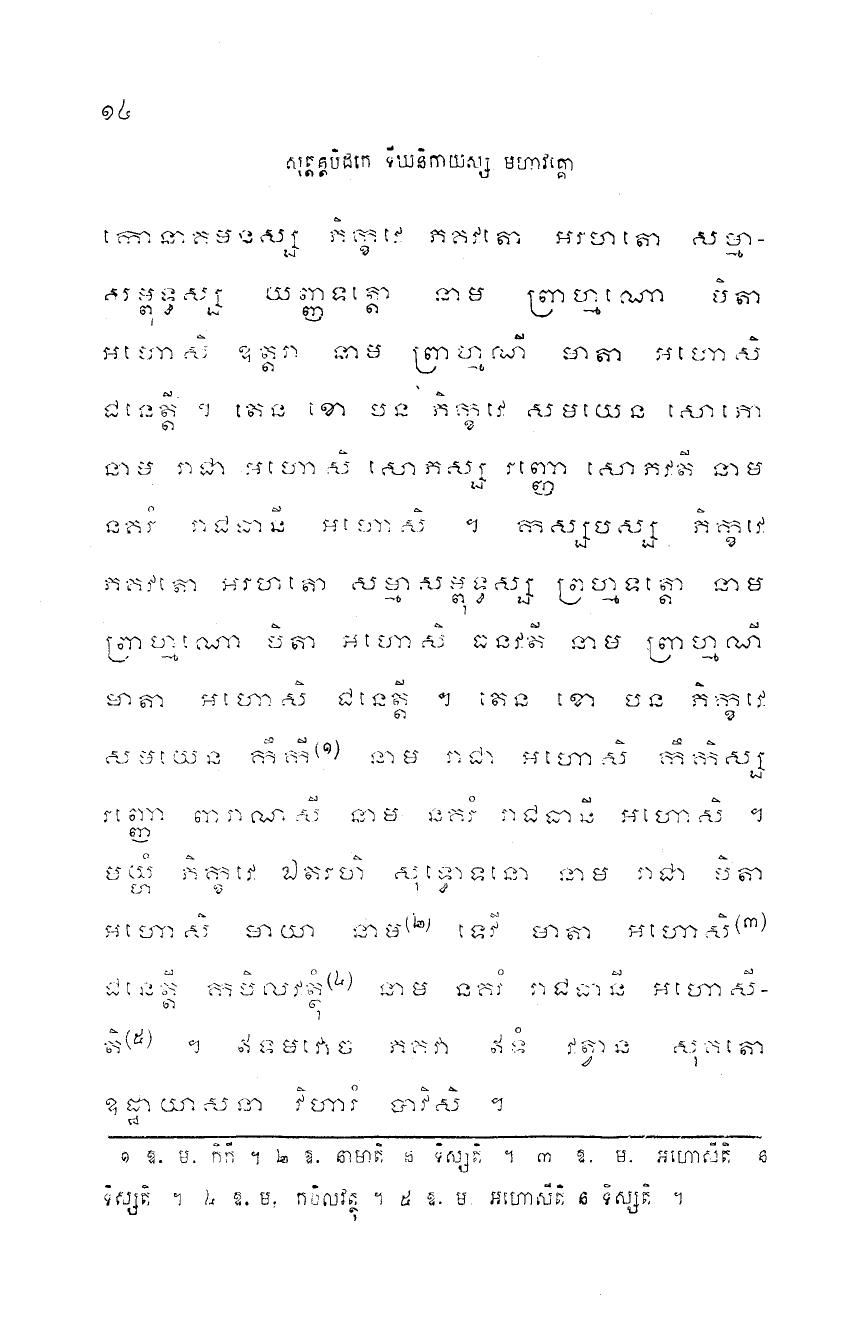 ១៤
សុត្តន្តបិដកេ ទីឃនិកាយស្ស មហាវគ្គោ
កោនាគមនស្ស ភិក្ខវេ ភគវតោ អរហតោ សម្មា-
សម្ពុទ្ធស្ស យញ្ញទត្តោ នាម ព្រាហ្មណោ បិតា
អហោសិ ឧត្តរា នាម ព្រាហ្មណី មាតា អហោសិ
ជនេត្តី ។ តេន ខោ បន ភិក្ខវេ សមយេន សោភោ
នាម រាជា អហោសិ សោភស្ស រញ្ញោ សោភវតី នាម
នគរំ រាជធានី អហោសិ ។ កស្សបស្ស ភិក្ខវេ
ភគវតោ អរហតោ សម្មាសម្ពុទ្ធស្ស ព្រហ្មទត្តោ នាម
ព្រាហ្មណោ បិតា អហោសិ ធនវតី នាម ព្រាហ្មណី
មាតា អហោសិ ជនេត្តី ។ តេន ខោ បន ភិក្ខវេ
សមយេន កឹកី(១) នាម រាជា អហោសិ កឹកិស្ស
រញ្ញោ ពារាណសី នាម នគរំ រាជធានី អហោសិ ។
មយ្ហំ ភិក្ខវេ ឯតរហិ សុទ្ធោទនោ នាម រាជា បិតា
អហោសិ មាយា នាម(២) ទេវី មាតា អហោសិ(៣)
ជនេត្តី កបិលវត្ថុំ(៤) នាម នគរំ រាជធានី អហោសី-
តិ(៥) ។ ឥទមវោច ភគវា ឥទំ វត្វាន សុគតោ
ឧដ្ឋាយាសនា វិហារំ បាវិសិ ។
១ ឱ. ម. កិកី ។ ២ ឱ. នាមាតិ ន ទិស្សតិ ។ ៣ ឱ. ម. អហោសីតិ ន
ទិស្សតិ ។ ៤ ឱ. ម. កបិលវត្ថុ ។ ៥ ឱ. ម. អហោសីតិ ន ទិស្សតិ ។